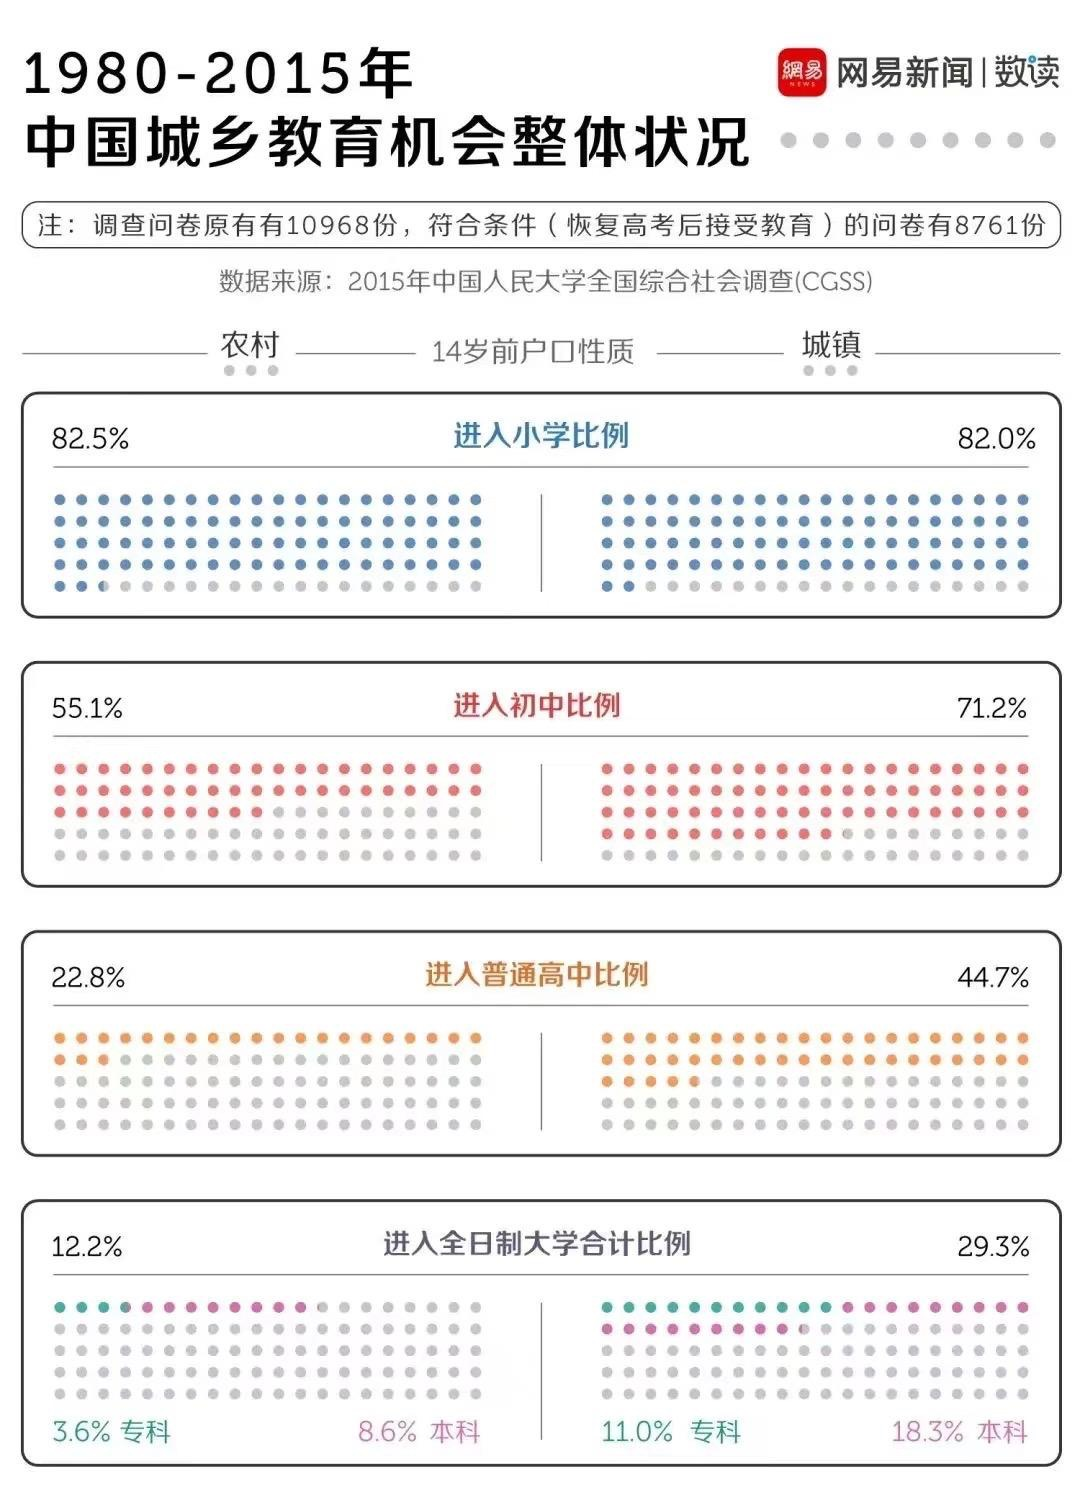 1980-2015年
中国城乡教育机会整体状况
網易
NEWS
网易新闻|数读
注：调查问卷原有有10968份，符合条件（恢复高考后接受教育）的问卷有8761份
数据来源：2015年中国人民大学全国综合社会调查(CGSS)
农村 14岁前户口性质 城镇
82.5% 进入小学比例 82.0%
55.1% 进入初中比例 71.2%
22.8% 进入普通高中比例 44.7%
12.2% 进入全日制大学合计比例 29.3%
3.6% 专科 8.6% 本科 11.0% 专科 18.3% 本科